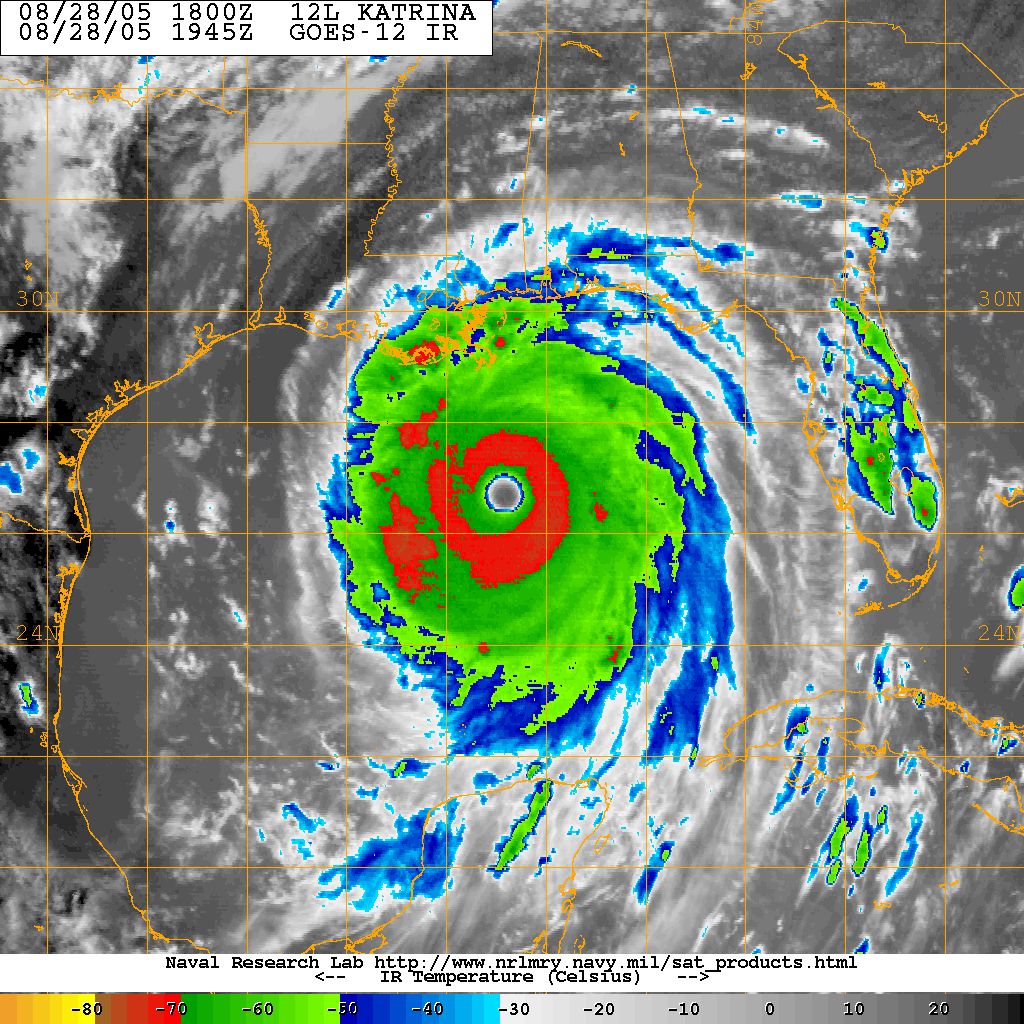 08/28/05 1800Z 12L KATRINA
08/28/05 1945Z GOES-12 IR
84W
30N 30N
24N 24N
Naval Research Lab http://www.nrlmry.navy.mil/sat_products.html
<-- IR Temperature (Celsius) -->
-80 -70 -60 -50 -40 -30 -20 -10 0 10 20